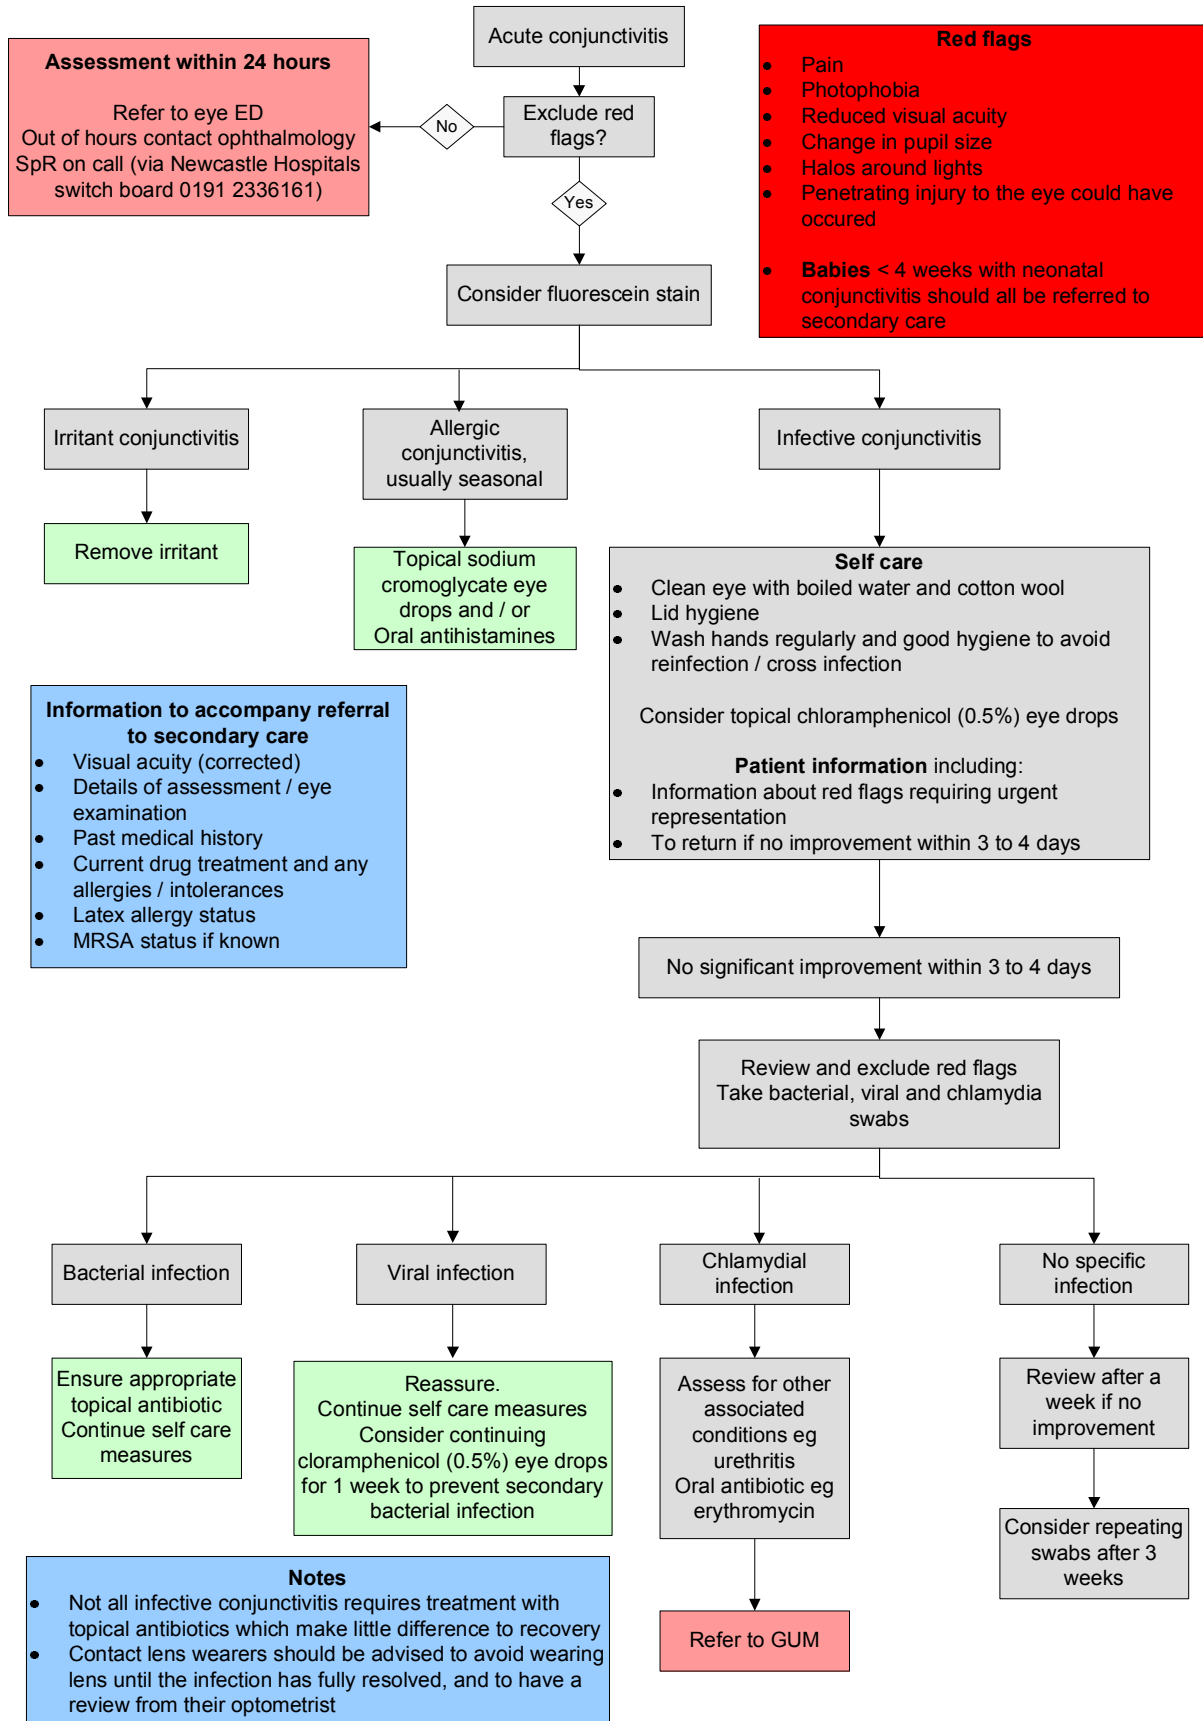 Acute conjunctivitis
Red flags
• Pain
• Photophobia
• Reduced visual acuity
• Change in pupil size
• Halos around lights
• Penetrating injury to the eye could have
occured
• Babies < 4 weeks with neonatal
conjunctivitis should all be referred to
secondary care
Assessment within 24 hours
Refer to eye ED
Out of hours contact ophthalmology
SpR on call (via Newcastle Hospitals
switch board 0191 2336161)
No
Exclude red
flags?
Yes
Consider fluorescein stain
Irritant conjunctivitis
Allergic
conjunctivitis,
usually seasonal
Infective conjunctivitis
Remove irritant
Topical sodium
cromoglycate eye
drops and / or
Oral antihistamines
Self care
• Clean eye with boiled water and cotton wool
• Lid hygiene
• Wash hands regularly and good hygiene to avoid
reinfection / cross infection
Consider topical chloramphenicol (0.5%) eye drops
Patient information including:
• Information about red flags requiring urgent
representation
• To return if no improvement within 3 to 4 days
Information to accompany referral
to secondary care
• Visual acuity (corrected)
• Details of assessment / eye
examination
• Past medical history
• Current drug treatment and any
allergies / intolerances
• Latex allergy status
• MRSA status if known
No significant improvement within 3 to 4 days
Review and exclude red flags
Take bacterial, viral and chlamydia
swabs
Bacterial infection
Viral infection
Chlamydial
infection
No specific
infection
Ensure appropriate
topical antibiotic
Continue self care
measures
Reassure.
Continue self care measures
Consider continuing
cloramphenicol (0.5%) eye drops
for 1 week to prevent secondary
bacterial infection
Assess for other
associated
conditions eg
urethritis
Oral antibiotic eg
erythromycin
Review after a
week if no
improvement
Consider repeating
swabs after 3
weeks
Refer to GUM
Notes
• Not all infective conjunctivitis requires treatment with
topical antibiotics which make little difference to recovery
• Contact lens wearers should be advised to avoid wearing
lens until the infection has fully resolved, and to have a
review from their optometrist